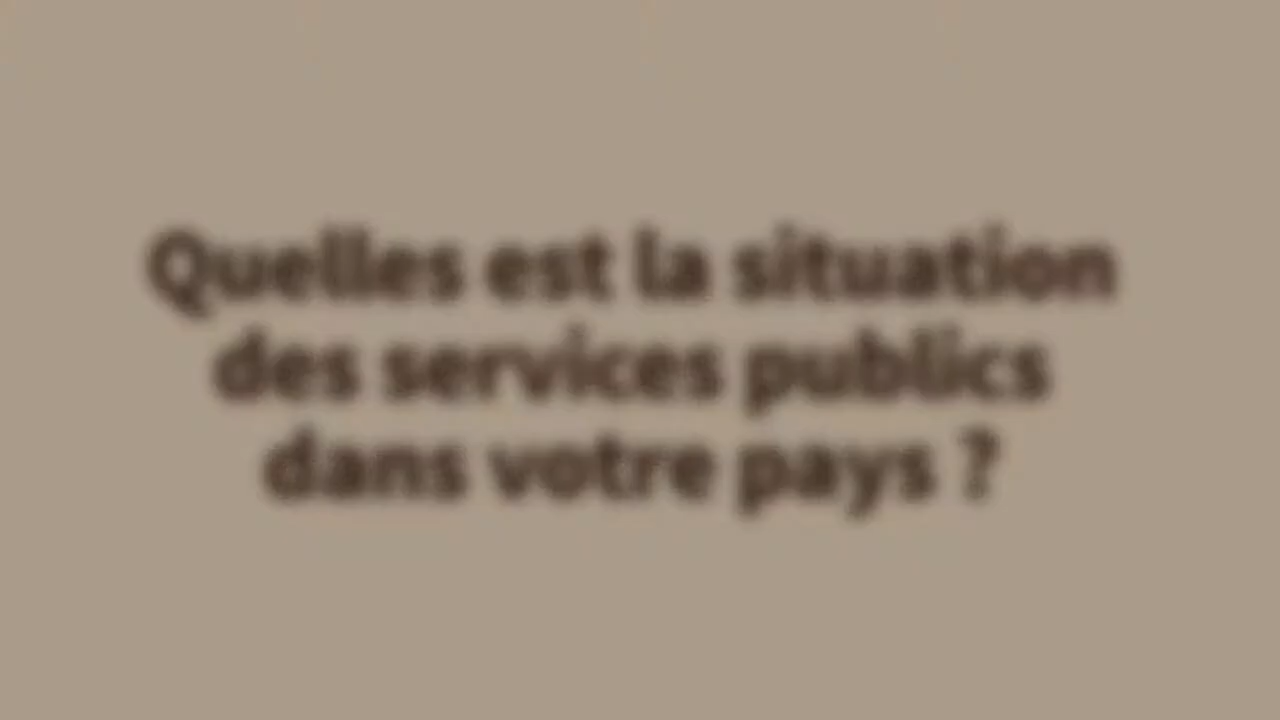 Quelles est la situation
des services publics
dans votre pays ?